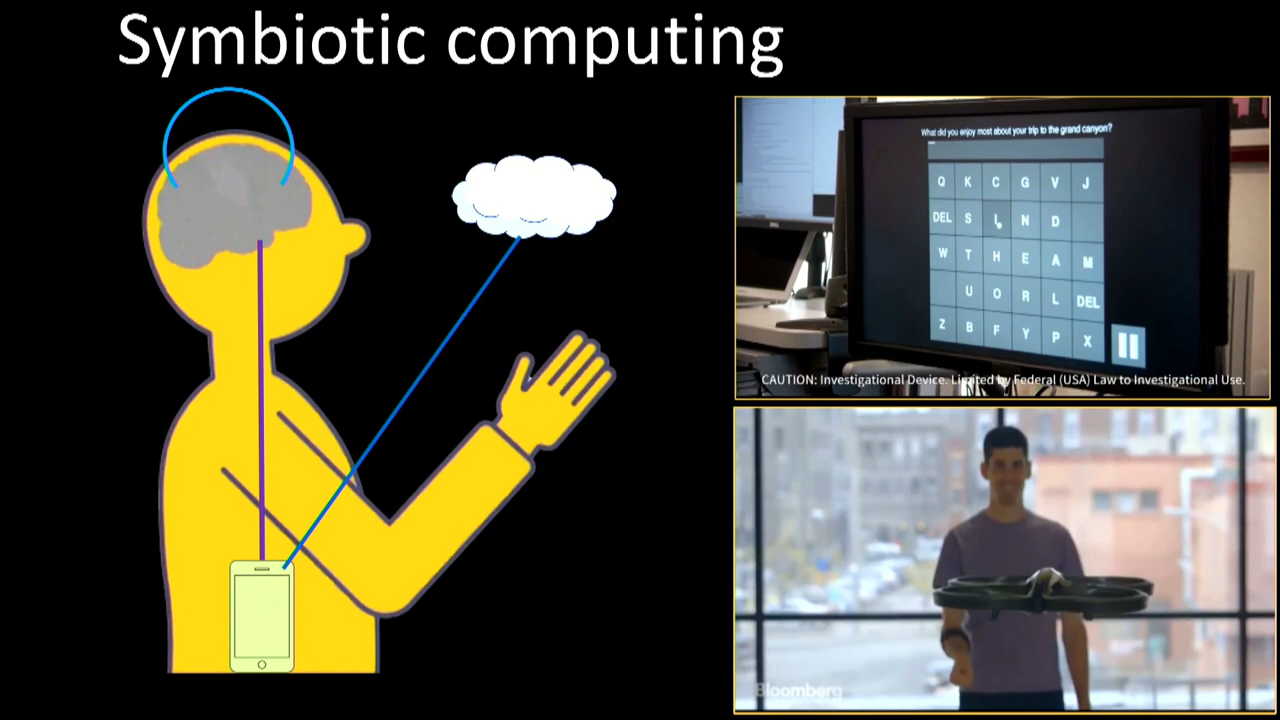 Symbiotic computing
What did you enjoy most about your trip to the grand canyon?
Q K C G V J
DEL S I N D
W T H E A M
U O R L DEL
Z B F Y P X
CAUTION: Investigational Device. Limited by Federal (USA) Law to Investigational Use.
Bloomberg